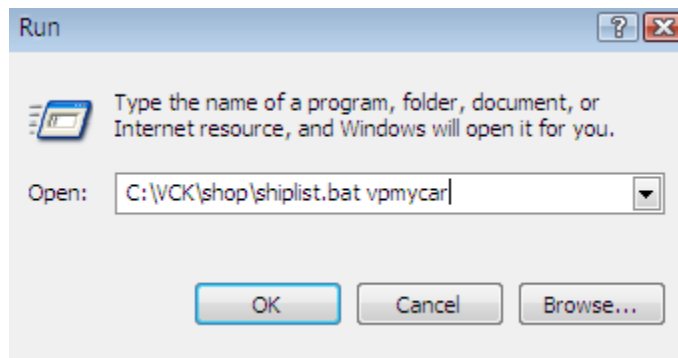 Run
Type the name of a program, folder, document, or
Internet resource, and Windows will open it for you.
Open: C:\VCK\shop\shiplist.bat vpmycar
OK Cancel Browse...